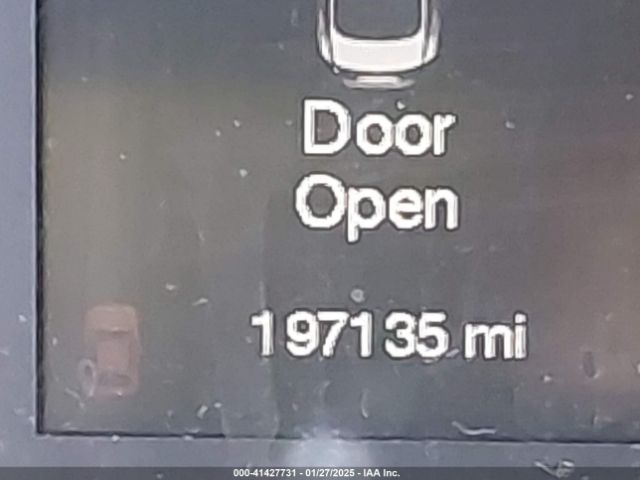 Door
Open
197135 mi
000-41427731 - 01/27/2025 - IAA Inc.